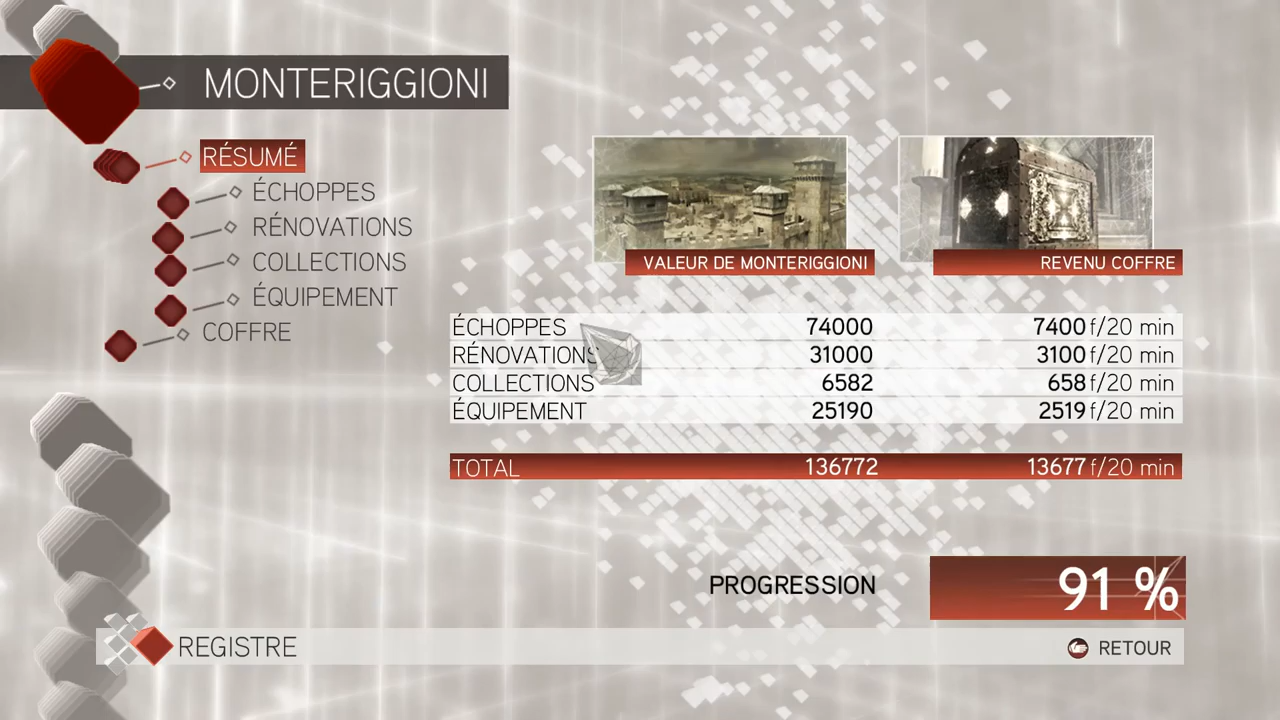 MONTERIGGIONI
RÉSUMÉ
ÉCHOPPES
RÉNOVATIONS
COLLECTIONS
ÉQUIPEMENT
COFFRE
VALEUR DE MONTERIGGIONI
REVENU COFFRE
ÉCHOPPES 74000 7400 f/20 min
RÉNOVATIONS 31000 3100 f/20 min
COLLECTIONS 6582 658 f/20 min
ÉQUIPEMENT 25190 2519 f/20 min
TOTAL 136772 13677 f/20 min
PROGRESSION 91 %
REGISTRE
RETOUR